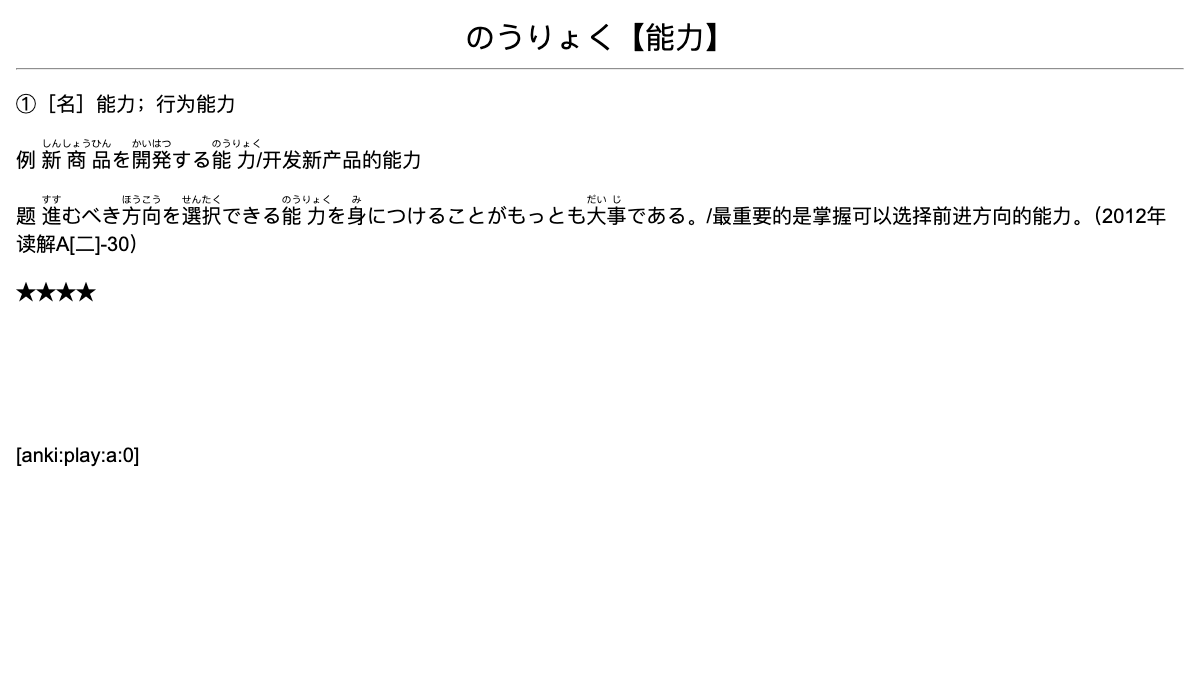 のうりょく【能力】
①［名］能力；行为能力
しんしょうひん かいはつ のうりょく
例 新商品を開発する能力/开发新产品的能力
すす ほうこう せんたく のうりょく み だいじ
题 進むべき方向を選択できる能力を身につけることがもっとも大事である。/最重要的是掌握可以选择前进方向的能力。（2012年
读解A[二]-30）
★★★★
[anki:play:a:0]